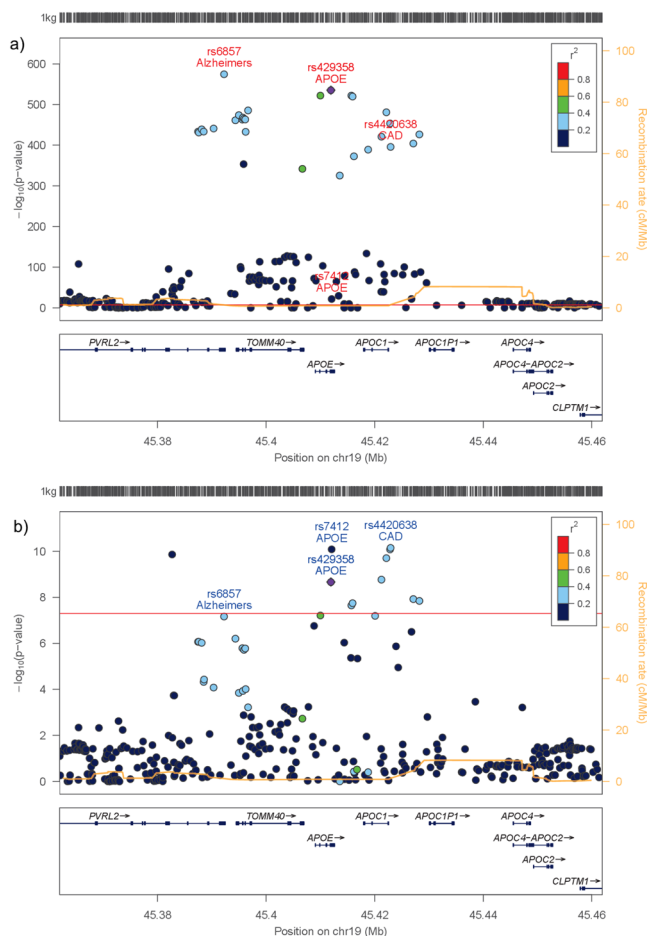 1kg
a)
rs6857
Alzheimers
rs429358
APOE
rs4420638
CAD
rs7412
APOE
r²
0.8
0.6
0.4
0.2
600
500
400
300
200
100
0
−log₁₀(p−value)
100
80
60
40
20
0
Recombination rate (cM/Mb)
PVRL2→
TOMM40→
APOE→
APOC1→
APOC1P1→
APOC4→
APOC4−APOC2→
APOC2→
CLPTM1→
45.38
45.4
45.42
45.44
45.46
Position on chr19 (Mb)
1kg
b)
rs7412
APOE
rs429358
APOE
rs4420638
CAD
rs6857
Alzheimers
r²
0.8
0.6
0.4
0.2
10
8
6
4
2
0
−log₁₀(p−value)
100
80
60
40
20
0
Recombination rate (cM/Mb)
PVRL2→
TOMM40→
APOE→
APOC1→
APOC1P1→
APOC4→
APOC4−APOC2→
APOC2→
CLPTM1→
45.38
45.4
45.42
45.44
45.46
Position on chr19 (Mb)